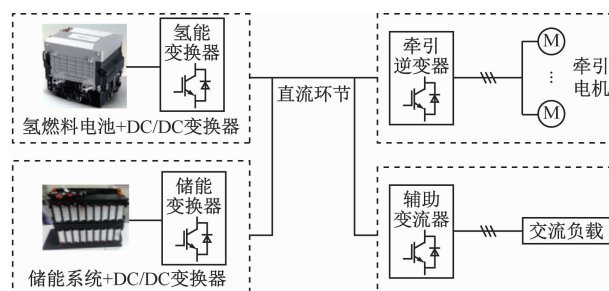 氢能
变换器
氢燃料电池+DC/DC变换器
储能
变换器
储能系统+DC/DC变换器
直流环节
牵引
逆变器
M
⋮
M
牵引
电机
辅助
变流器
交流负载